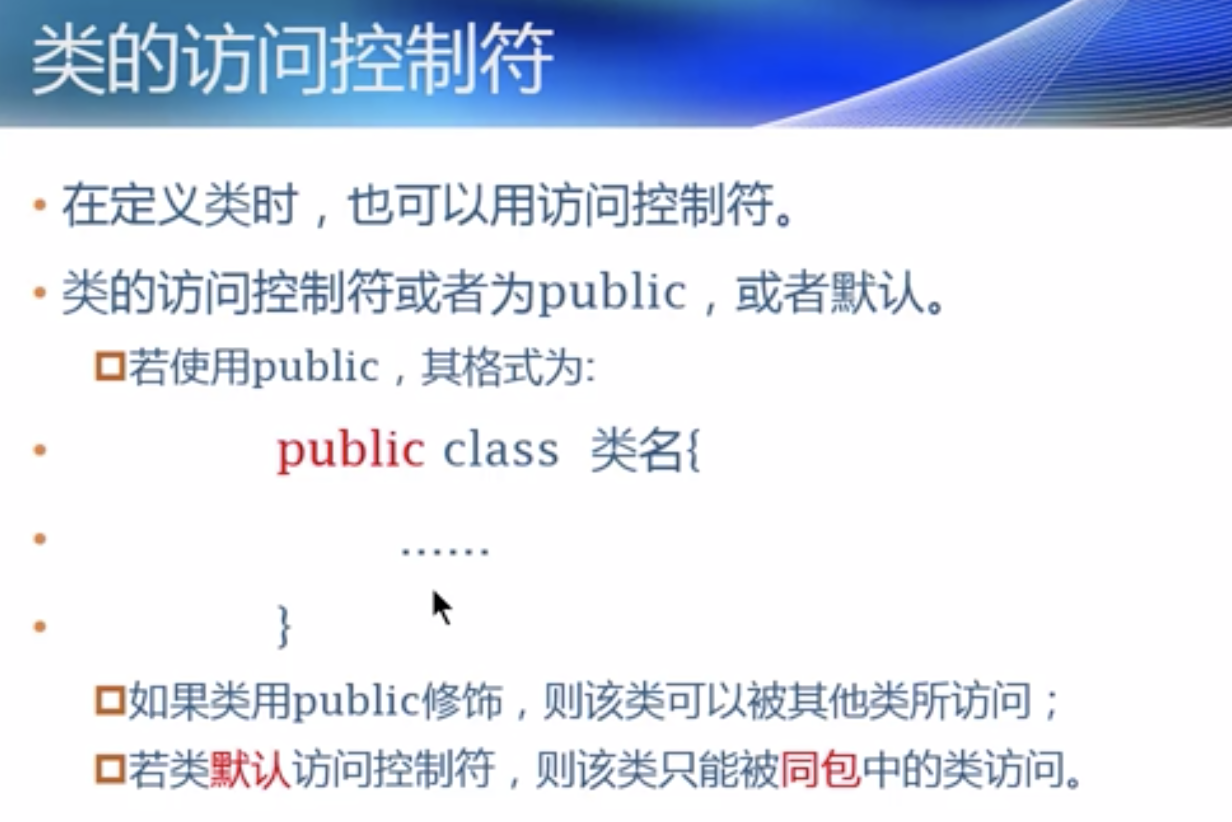 类的访问控制符
• 在定义类时，也可以用访问控制符。
• 类的访问控制符或者为public，或者默认。
若使用public，其格式为:
• public class 类名{
• ……
• }
如果类用public修饰，则该类可以被其他类所访问；
若类默认访问控制符，则该类只能被同包中的类访问。